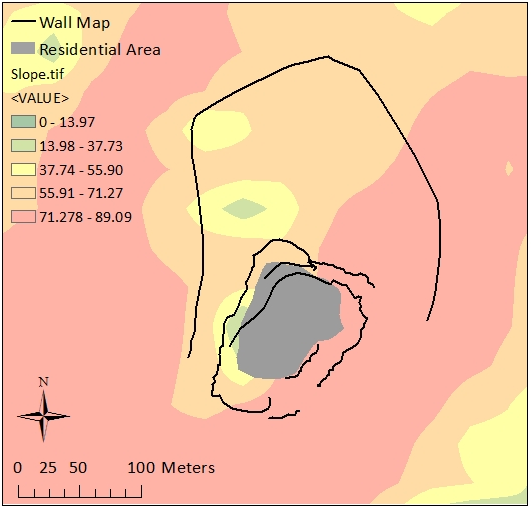 Wall Map
Residential Area
Slope.tif
<VALUE>
0 - 13.97
13.98 - 37.73
37.74 - 55.90
55.91 - 71.27
71.278 - 89.09
N
0 25 50 100 Meters